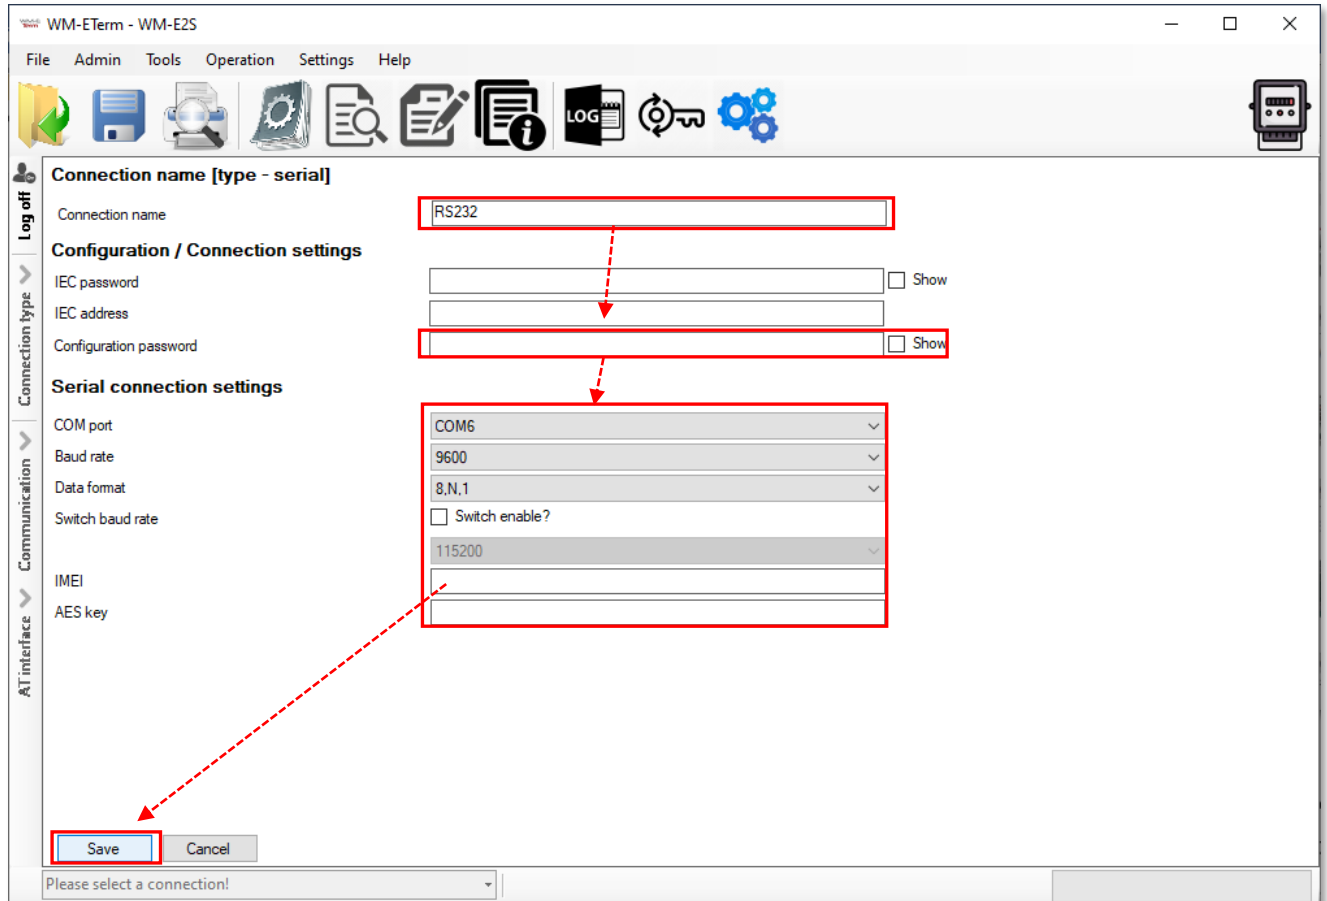 WM-ETerm - WM-E2S
File Admin Tools Operation Settings Help
LOG
Log off
Connection type
Communication
AT interface
Connection name [type - serial]
Connection name RS232
Configuration / Connection settings
IEC password Show
IEC address
Configuration password Show
Serial connection settings
COM port COM6
Baud rate 9600
Data format 8,N,1
Switch baud rate Switch enable?
115200
IMEI
AES key
Save Cancel
Please select a connection!